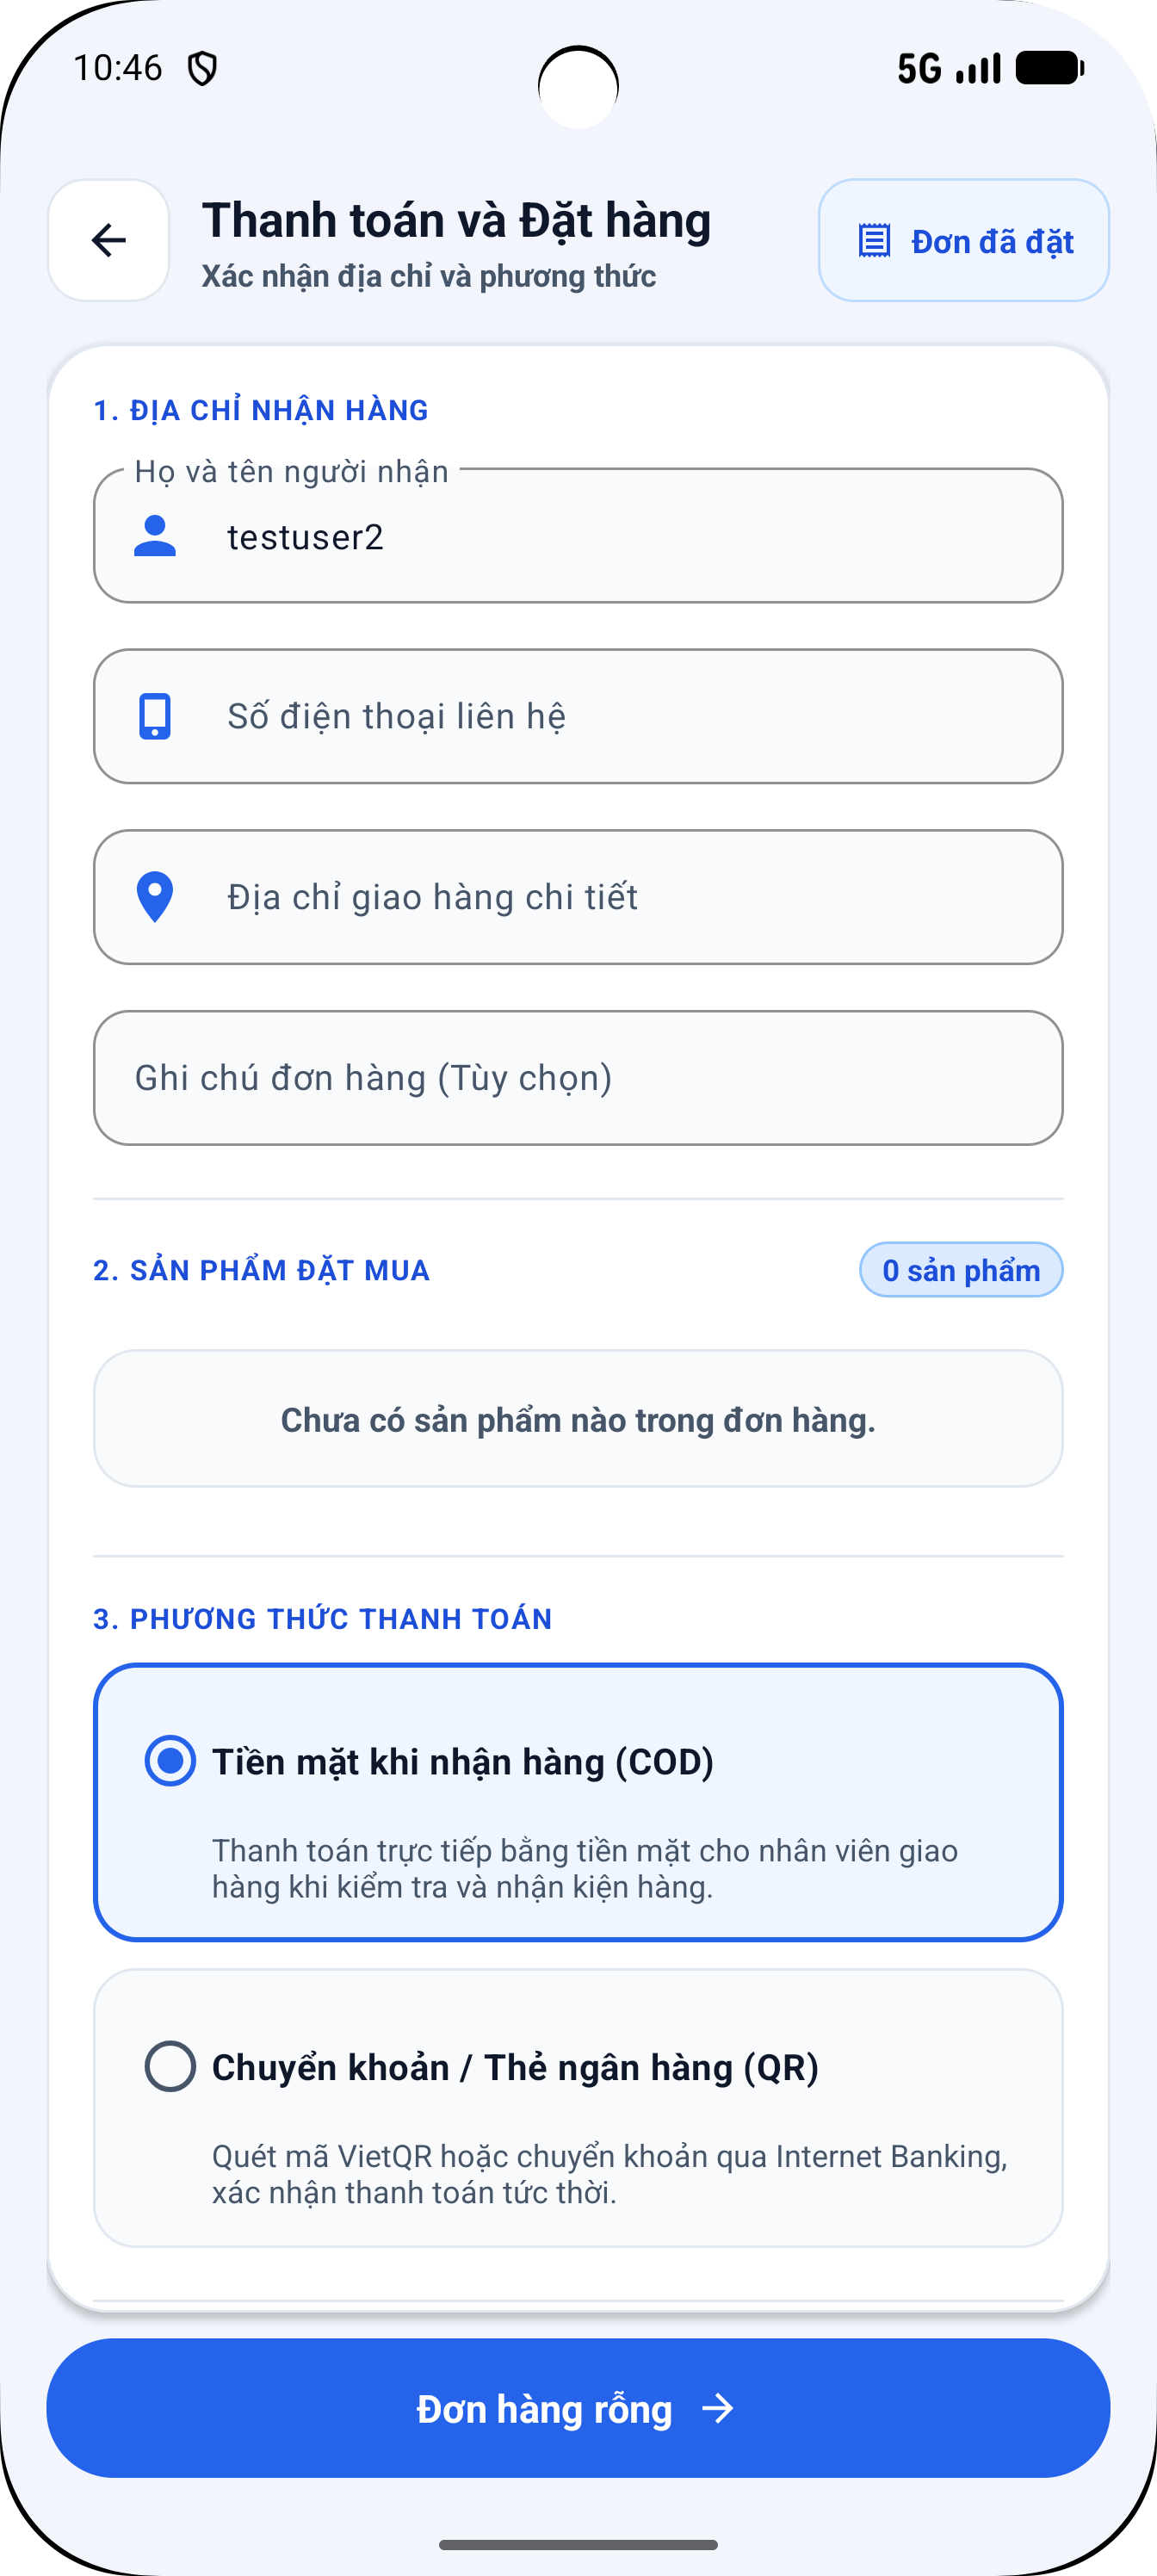 10:46
5G
Thanh toán và Đặt hàng
Xác nhận địa chỉ và phương thức
Đơn đã đặt
1. ĐỊA CHỈ NHẬN HÀNG
Họ và tên người nhận
testuser2
Số điện thoại liên hệ
Địa chỉ giao hàng chi tiết
Ghi chú đơn hàng (Tùy chọn)
2. SẢN PHẨM ĐẶT MUA
0 sản phẩm
Chưa có sản phẩm nào trong đơn hàng.
3. PHƯƠNG THỨC THANH TOÁN
Tiền mặt khi nhận hàng (COD)
Thanh toán trực tiếp bằng tiền mặt cho nhân viên giao
hàng khi kiểm tra và nhận kiện hàng.
Chuyển khoản / Thẻ ngân hàng (QR)
Quét mã VietQR hoặc chuyển khoản qua Internet Banking,
xác nhận thanh toán tức thời.
Đơn hàng rỗng